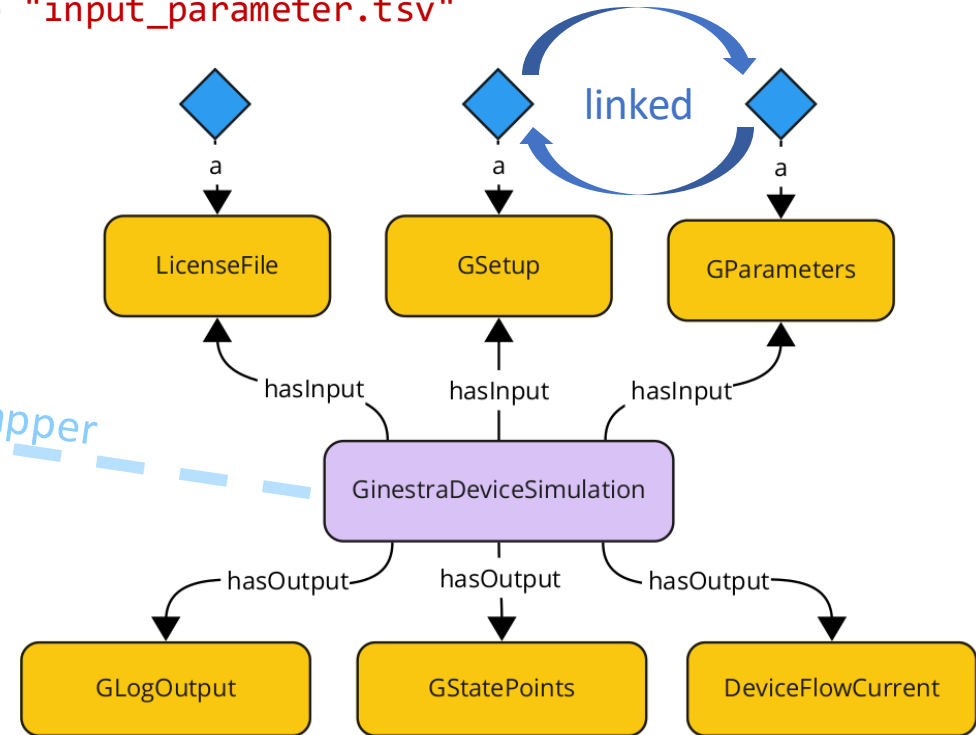 "input_parameter.tsv"
linked
a
a
a
LicenseFile
GSetup
GParameters
hasInput
hasInput
hasInput
GinestraDeviceSimulation
hasOutput
hasOutput
hasOutput
GLogOutput
GStatePoints
DeviceFlowCurrent